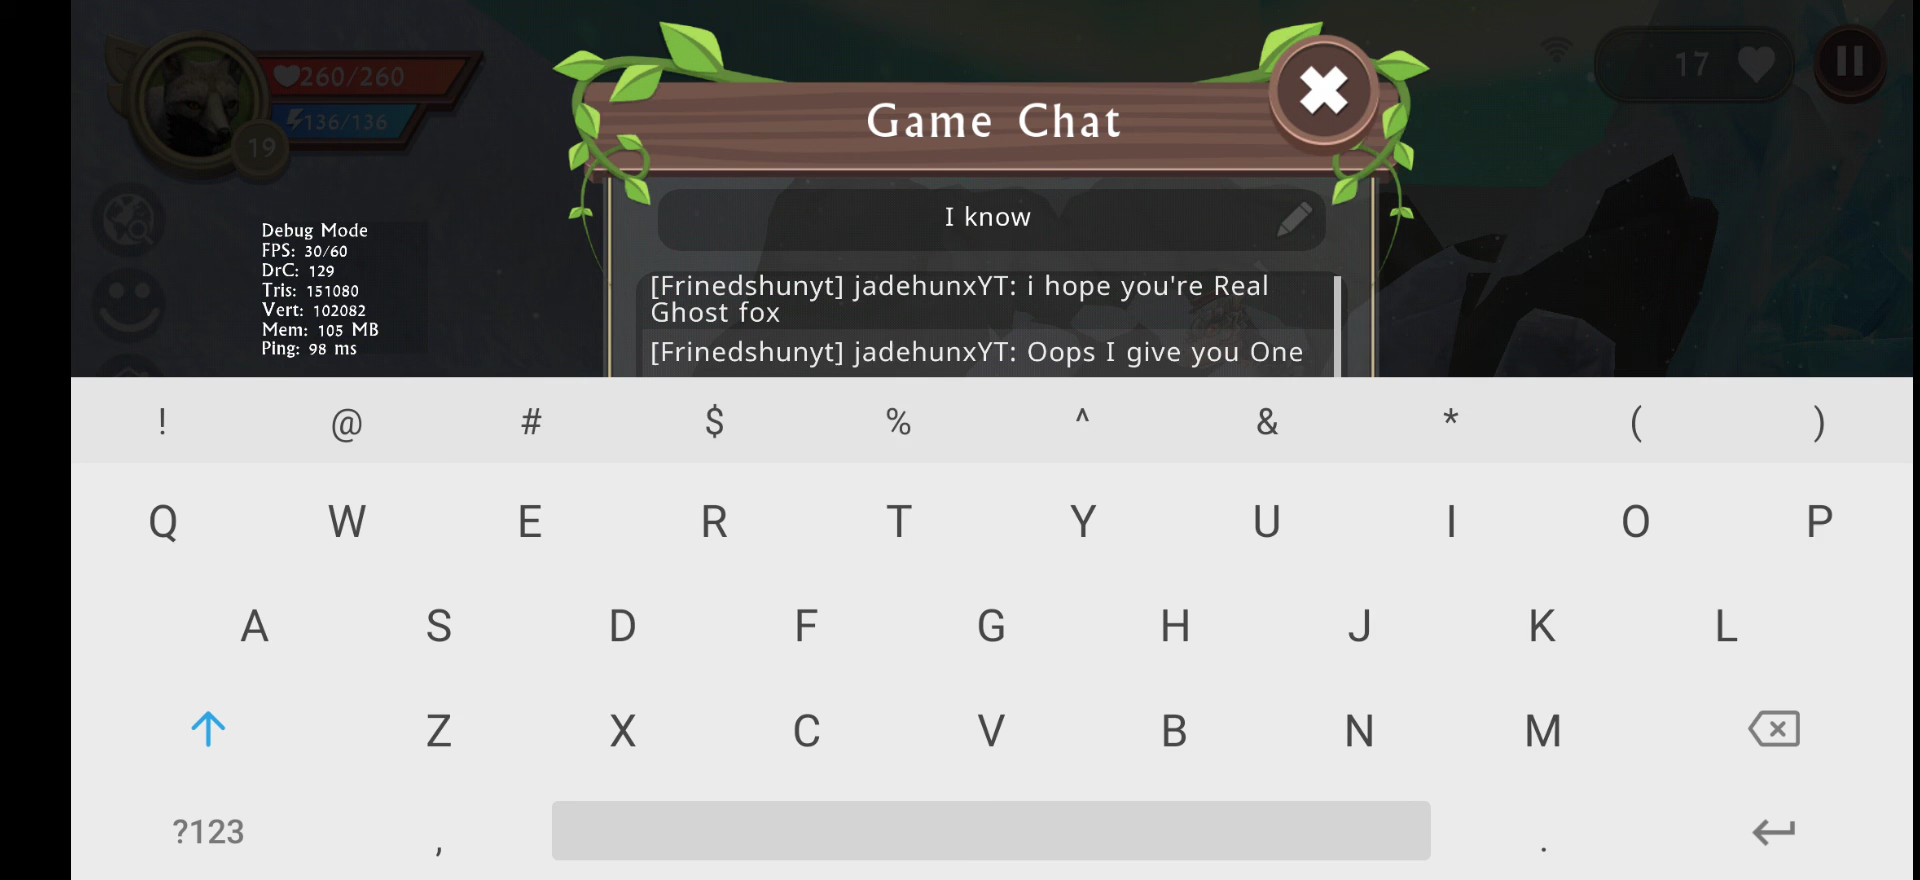 260/260
136/136
19
17
Game Chat
I know
Debug Mode
FPS: 30/60
DrC: 129
Tris: 151080
Vert: 102082
Mem: 105 MB
Ping: 98 ms
[Frinedshunyt] jadehunxYT: i hope you're Real
Ghost fox
[Frinedshunyt] jadehunxYT: Oops I give you One
! @ # $ % ^ & * ( )
Q W E R T Y U I O P
A S D F G H J K L
Z X C V B N M
?123 , .